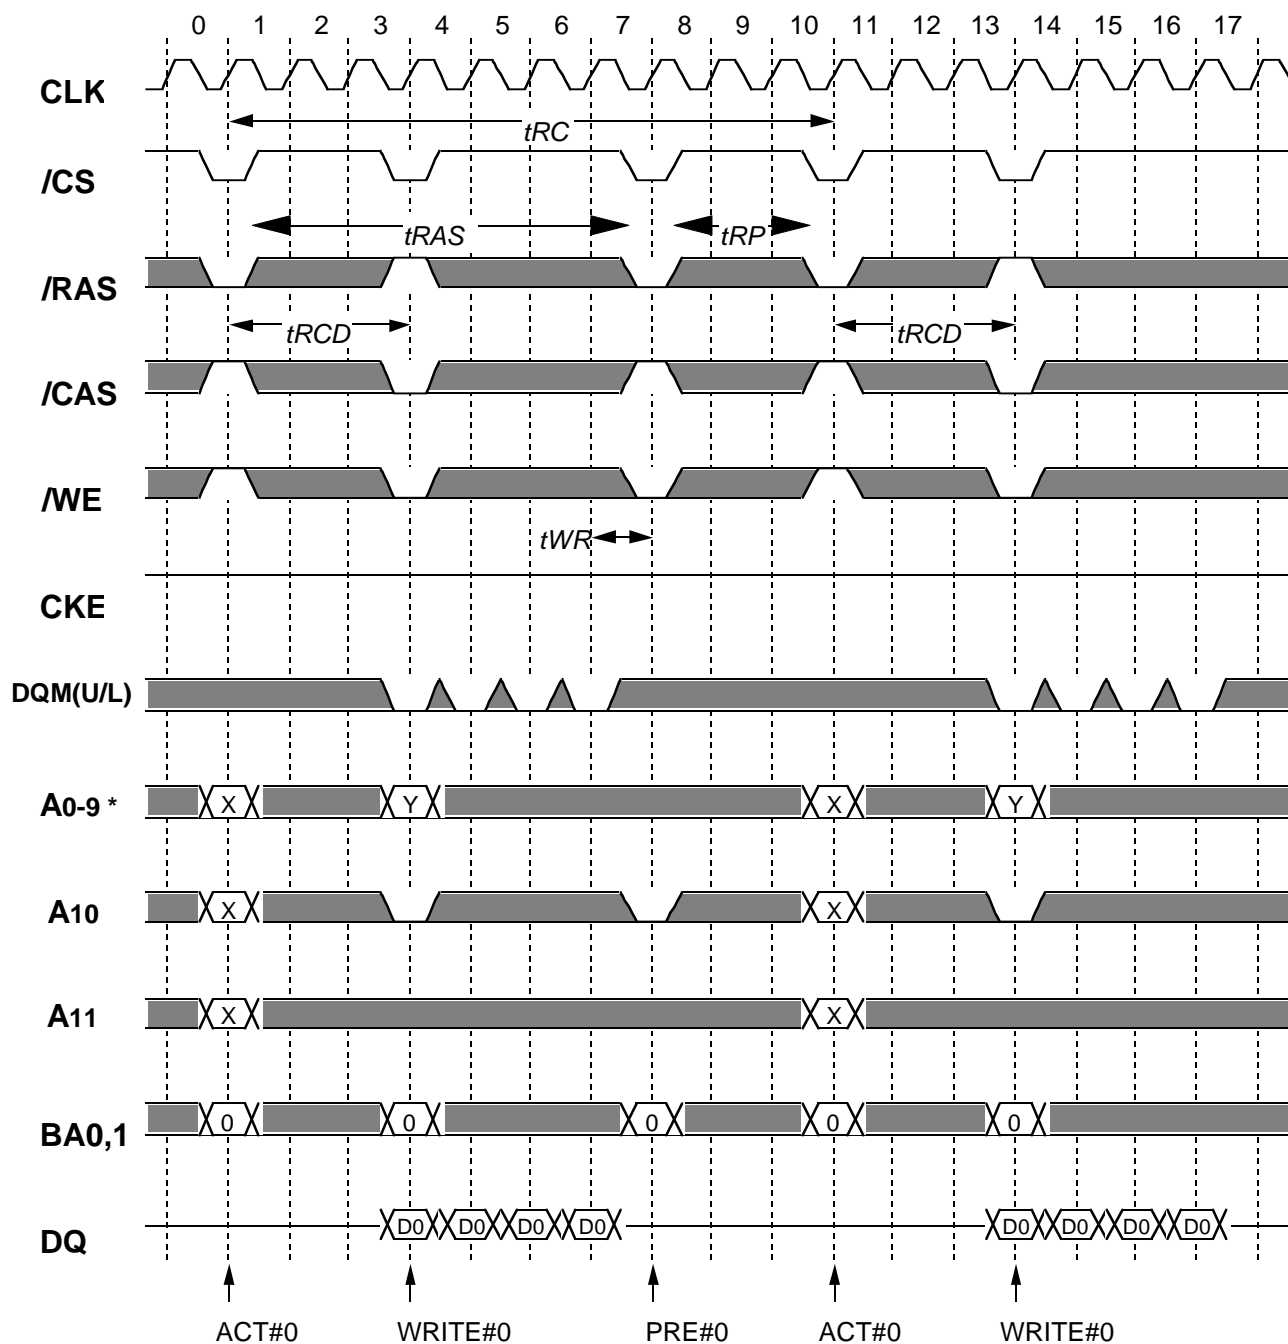 0 1 2 3 4 5 6 7 8 9 10 11 12 13 14 15 16 17
CLK
tRC
/CS
tRAS tRP
/RAS
tRCD tRCD
/CAS
/WE
tWR
CKE
DQM(U/L)
A0-9 * X Y X Y
A10 X X
A11 X X
BA0,1 0 0 0 0 0
DQ D0 D0 D0 D0 D0 D0 D0 D0
ACT#0 WRITE#0 PRE#0 ACT#0 WRITE#0